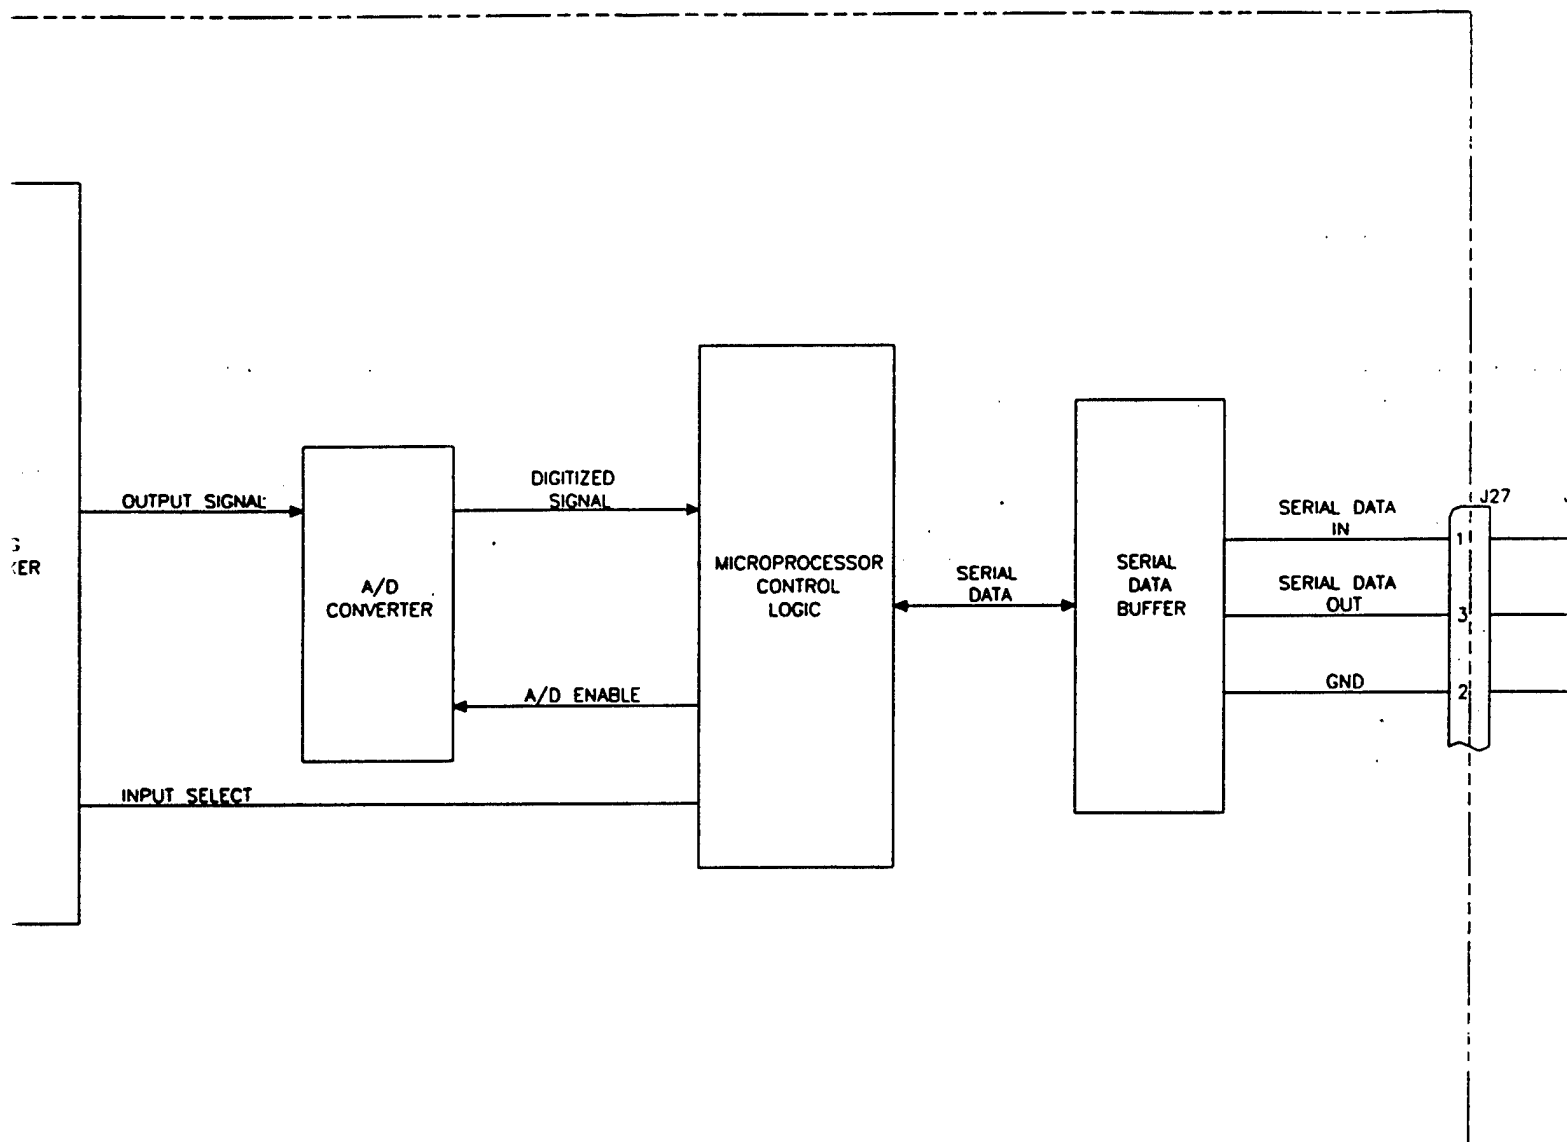 J27
DIGITIZED
SIGNAL
OUTPUT SIGNAL
SERIAL DATA
IN
1
KER
A/D
CONVERTER
MICROPROCESSOR
CONTROL
LOGIC
SERIAL
DATA
SERIAL
DATA
BUFFER
SERIAL DATA
OUT
3
A/D ENABLE
GND
2
INPUT SELECT